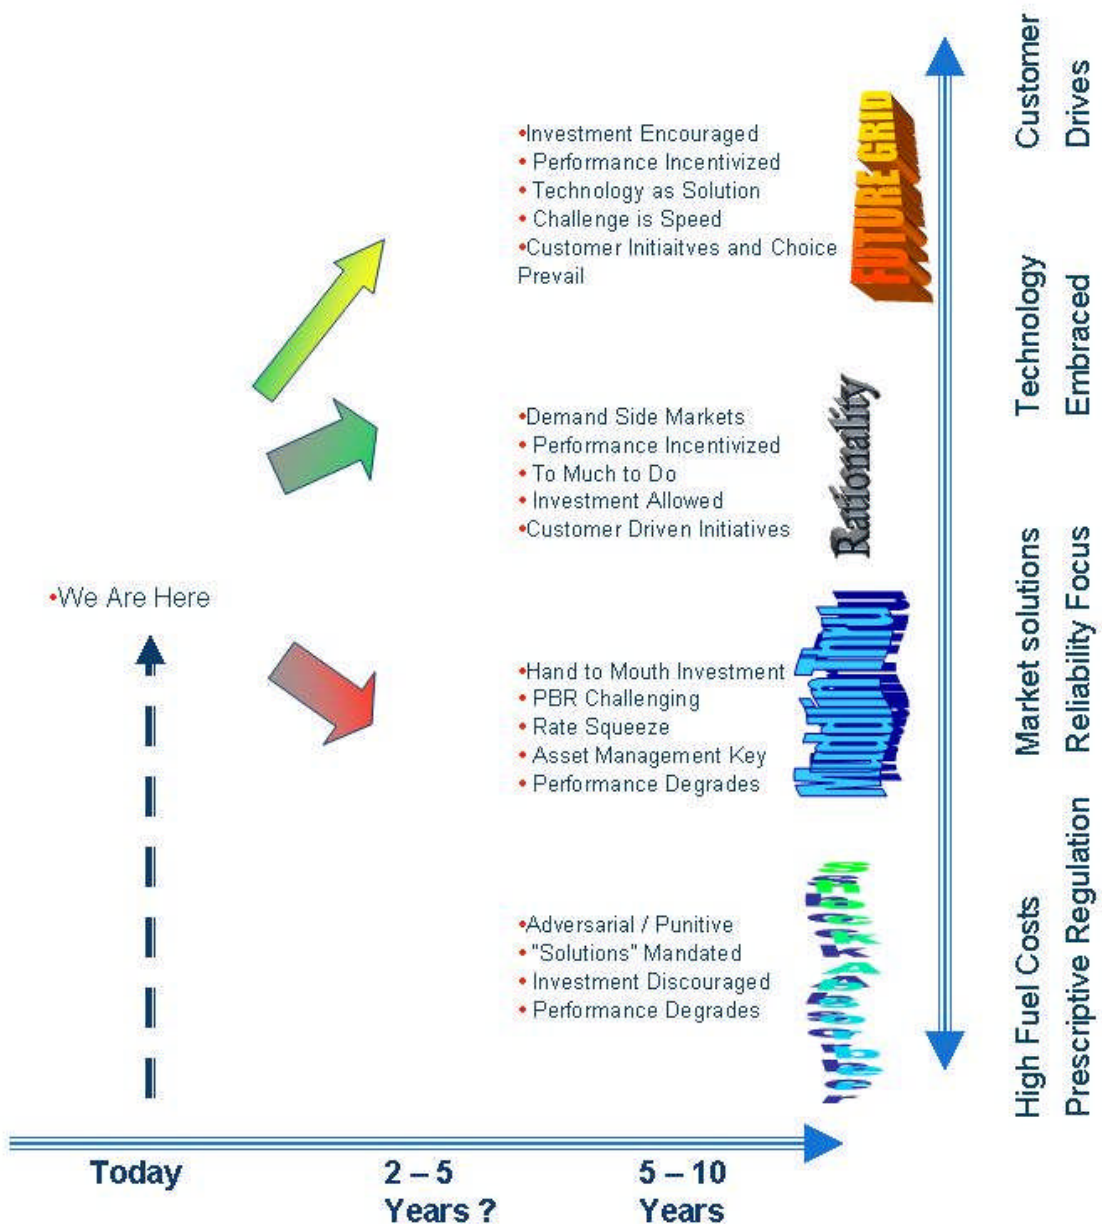 •Investment Encouraged
• Performance Incentivized
• Technology as Solution
• Challenge is Speed
•Customer Initiaitves and Choice
Prevail
FUTURE GRID
Customer
Drives
•Demand Side Markets
• Performance Incentivized
• To Much to Do
• Investment Allowed
•Customer Driven Initiatives
Rationality
Technology
Embraced
•We Are Here
•Hand to Mouth Investment
• PBR Challenging
• Rate Squeeze
• Asset Management Key
• Performance Degrades
Muddl'n Thru
Market solutions
Reliability Focus
•Adversarial / Punitive
• "Solutions" Mandated
• Investment Discouraged
• Performance Degrades
High Fuel Costs
Prescriptive Regulation
Today
2 – 5
Years ?
5 – 10
Years